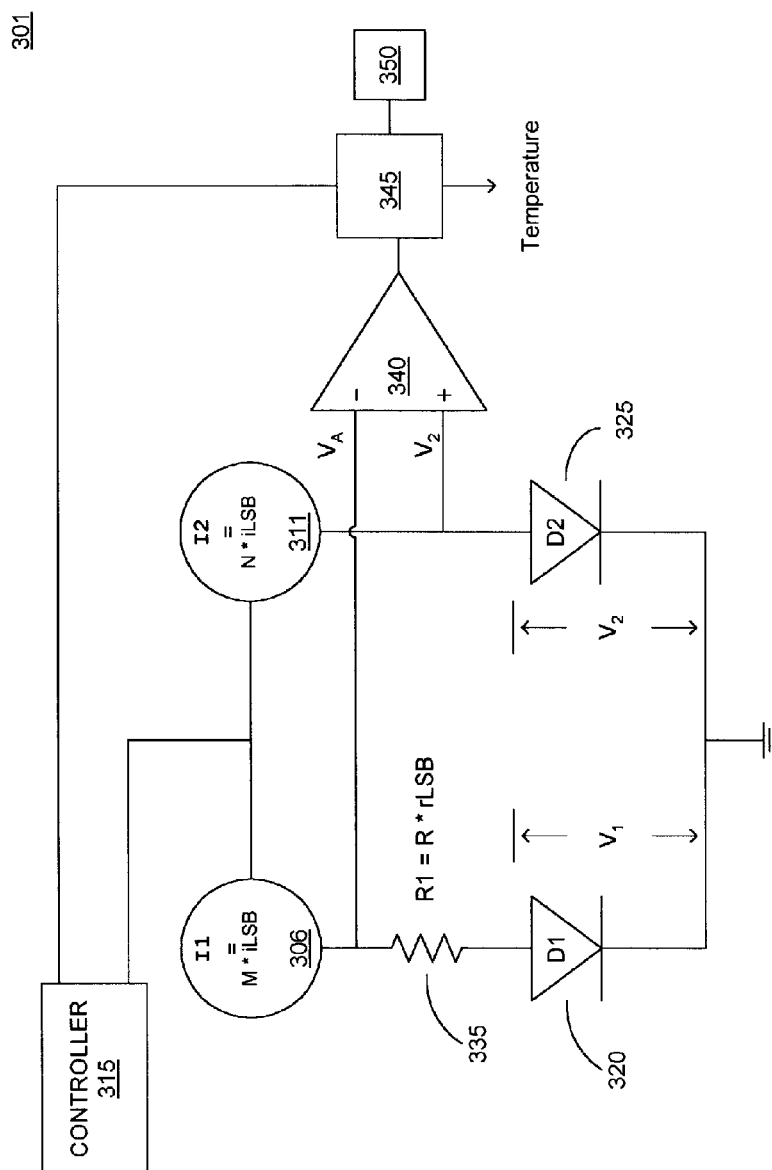 301
CONTROLLER
315
I1
=
M * iLSB
306
I2
=
N * iLSB
311
V_A
V_2
-
+
340
345
350
Temperature
R1 = R * rLSB
335
D1
320
V_1
D2
325
V_2